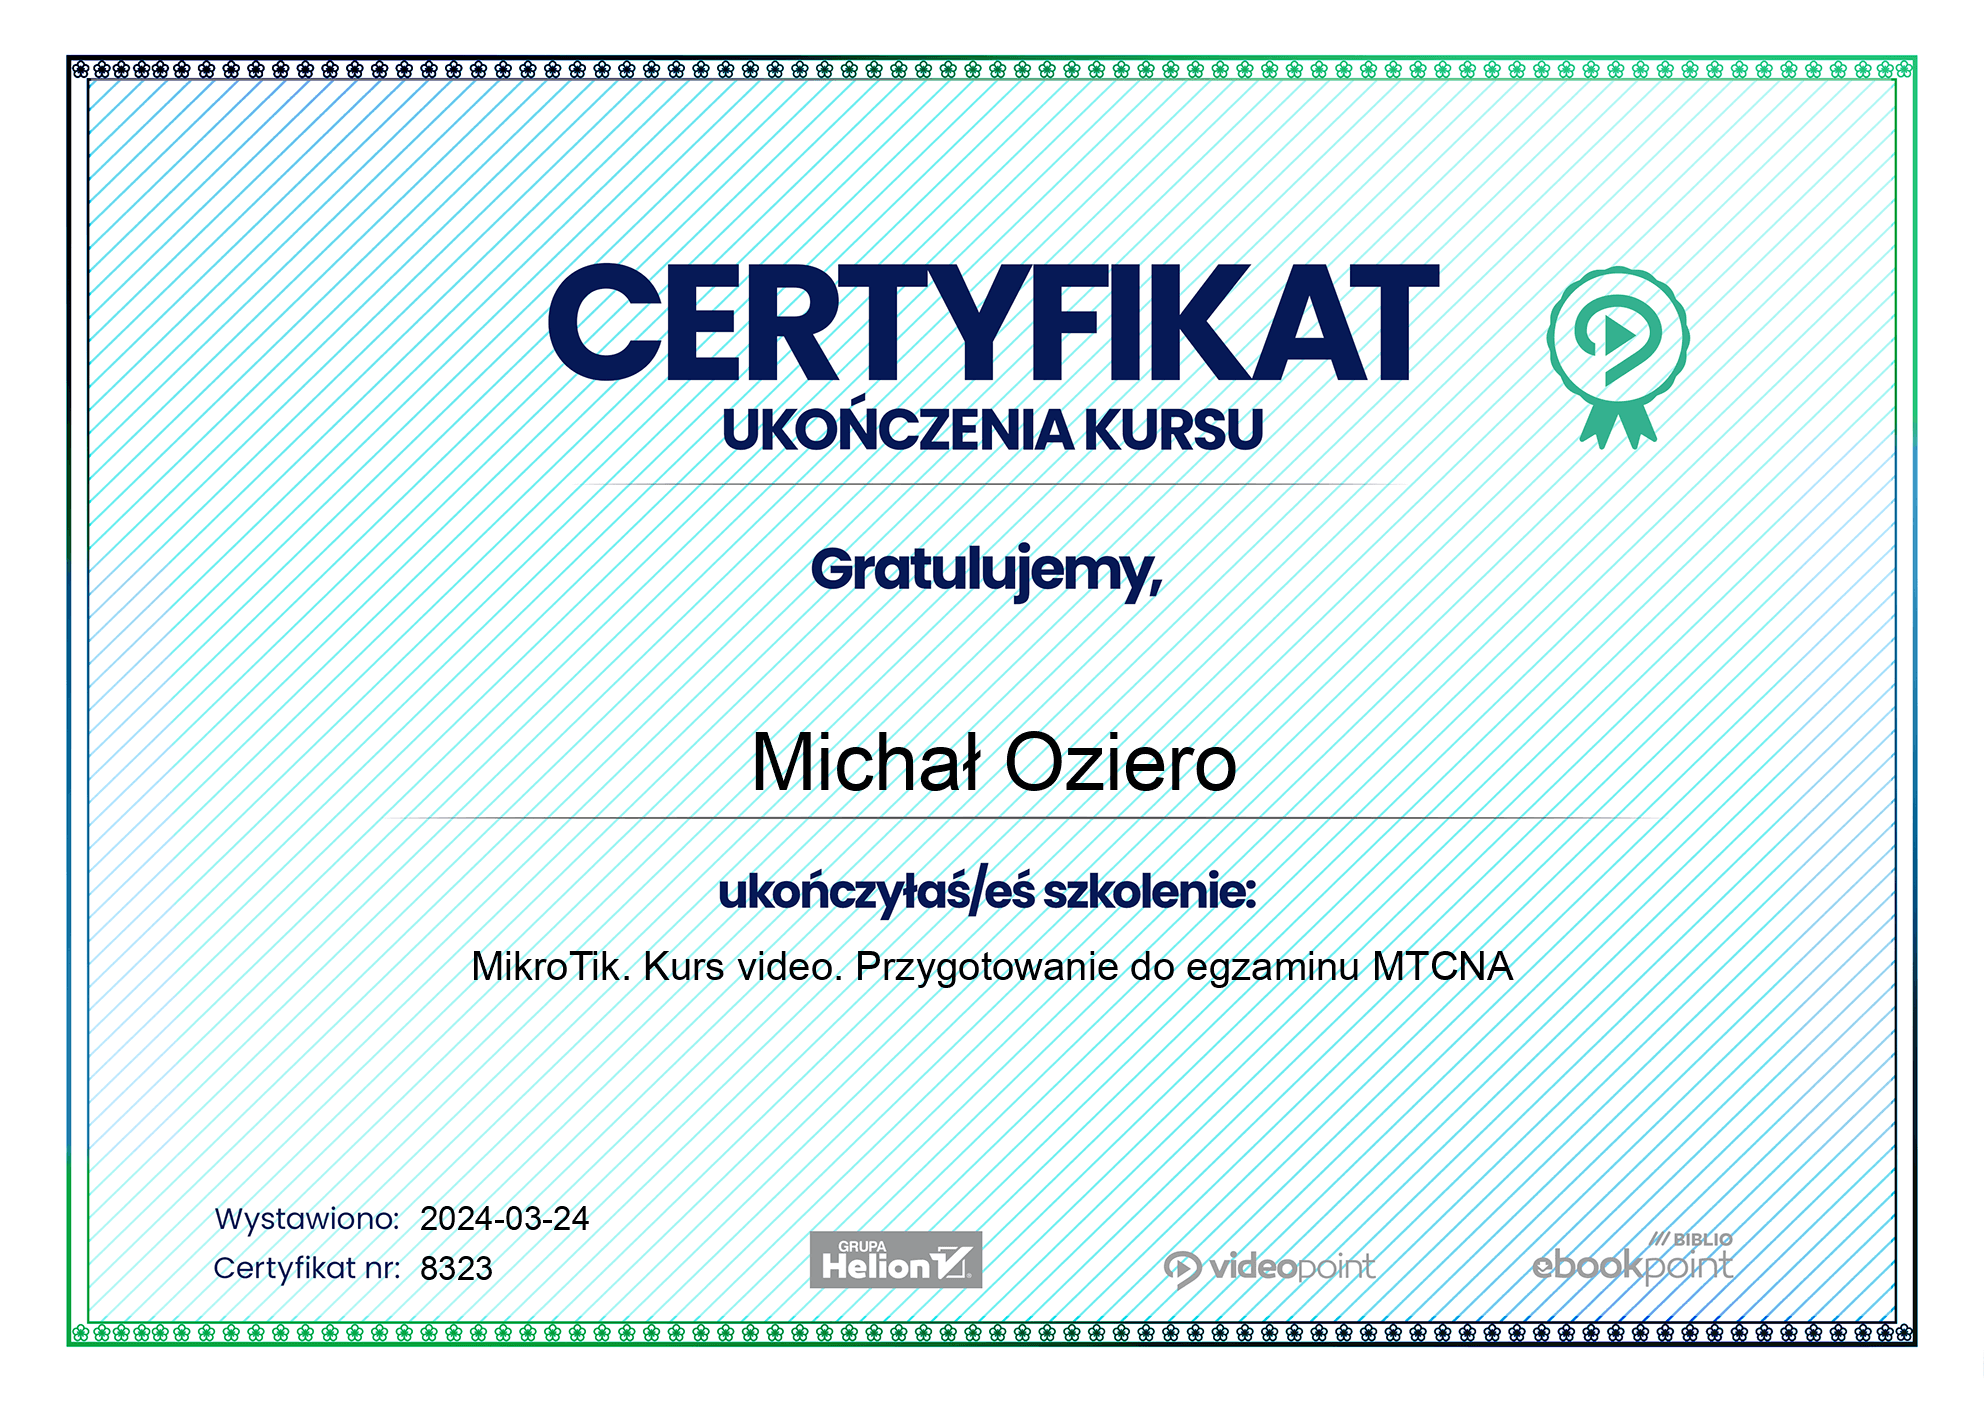 CERTYFIKAT
UKOŃCZENIA KURSU
Gratulujemy,
Michał Oziero
ukończyłaś/eś szkolenie:
MikroTik. Kurs video. Przygotowanie do egzaminu MTCNA
Wystawiono: 2024-03-24
Certyfikat nr: 8323
GRUPA
Helion
videopoint
BIBLIO
ebookpoint